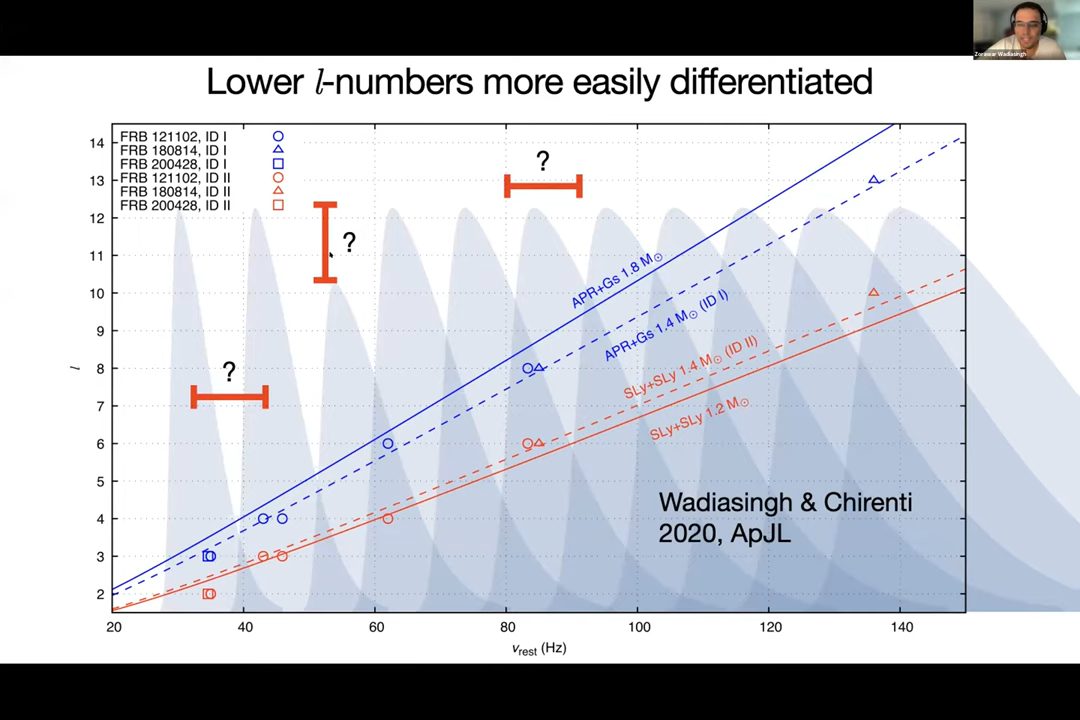 Zorawar Wadiasingh
Lower l-numbers more easily differentiated
FRB 121102, ID I
FRB 180814, ID I
FRB 200428, ID I
FRB 121102, ID II
FRB 180814, ID II
FRB 200428, ID II
?
?
?
APR+Gs 1.8 M⊙
APR+Gs 1.4 M⊙ (ID I)
SLy+SLy 1.4 M⊙ (ID II)
SLy+SLy 1.2 M⊙
Wadiasingh & Chirenti
2020, ApJL
14
13
12
11
10
9
8
7
6
5
4
3
2
l
20 40 60 80 100 120 140
νrest (Hz)